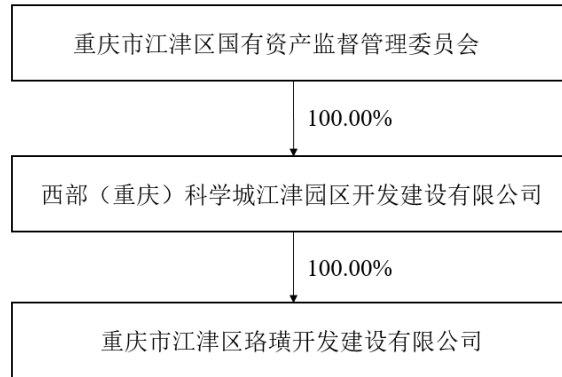 重庆市江津区国有资产监督管理委员会
100.00%
西部（重庆）科学城江津园区开发建设有限公司
100.00%
重庆市江津区珞璜开发建设有限公司